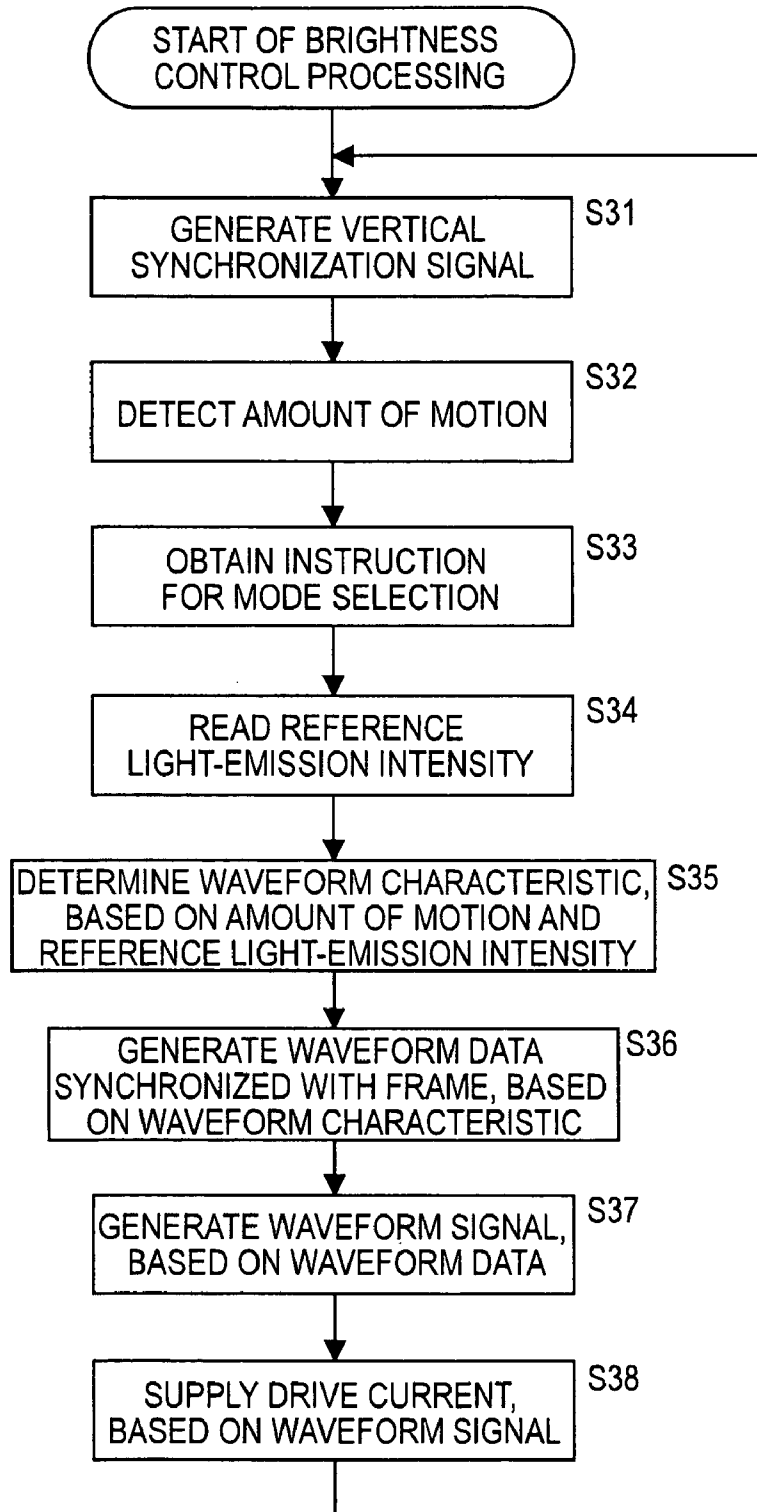 START OF BRIGHTNESS
CONTROL PROCESSING
S31
GENERATE VERTICAL
SYNCHRONIZATION SIGNAL
S32
DETECT AMOUNT OF MOTION
S33
OBTAIN INSTRUCTION
FOR MODE SELECTION
S34
READ REFERENCE
LIGHT-EMISSION INTENSITY
S35
DETERMINE WAVEFORM CHARACTERISTIC,
BASED ON AMOUNT OF MOTION AND
REFERENCE LIGHT-EMISSION INTENSITY
S36
GENERATE WAVEFORM DATA
SYNCHRONIZED WITH FRAME, BASED
ON WAVEFORM CHARACTERISTIC
S37
GENERATE WAVEFORM SIGNAL,
BASED ON WAVEFORM DATA
S38
SUPPLY DRIVE CURRENT,
BASED ON WAVEFORM SIGNAL